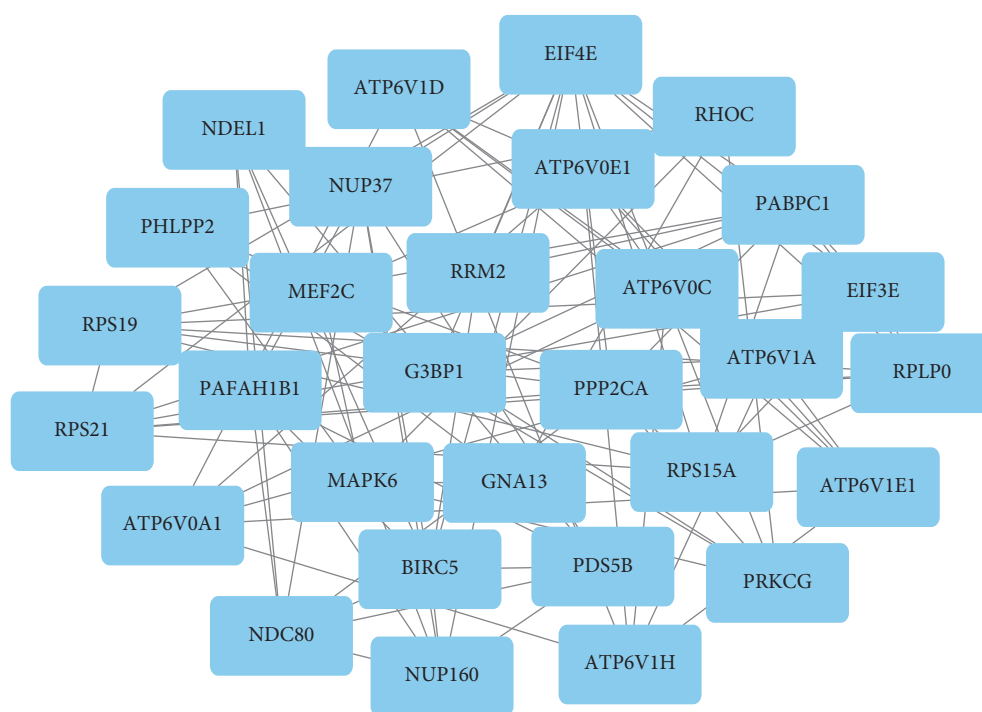 EIF4E
ATP6V1D
RHOC
NDEL1
ATP6V0E1
NUP37
PABPC1
PHLPP2
RRM2
MEF2C
ATP6V0C
EIF3E
RPS19
ATP6V1A
G3BP1
RPLP0
PAFAH1B1
PPP2CA
RPS21
RPS15A
MAPK6
GNA13
ATP6V1E1
ATP6V0A1
BIRC5
PDS5B
PRKCG
NDC80
ATP6V1H
NUP160